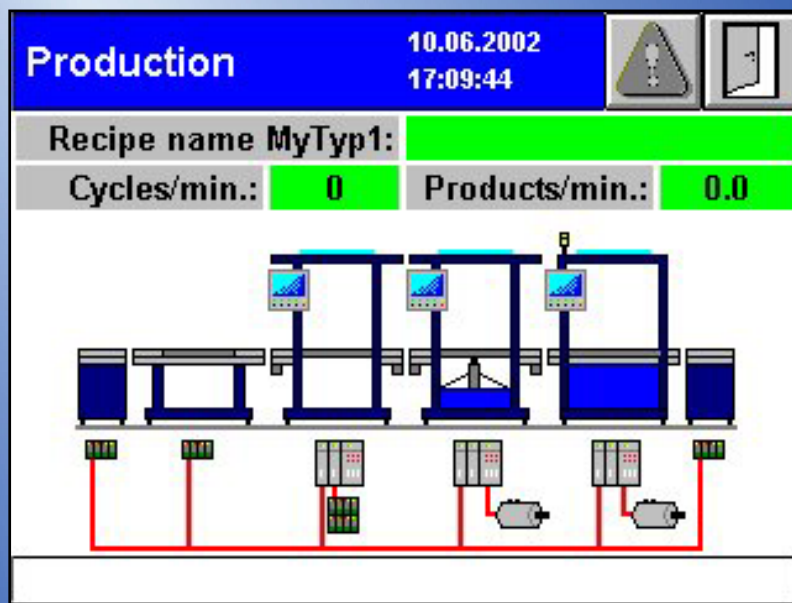 Production
10.06.2002
17:09:44
Recipe name MyTyp1:
Cycles/min.: 0 Products/min.: 0.0